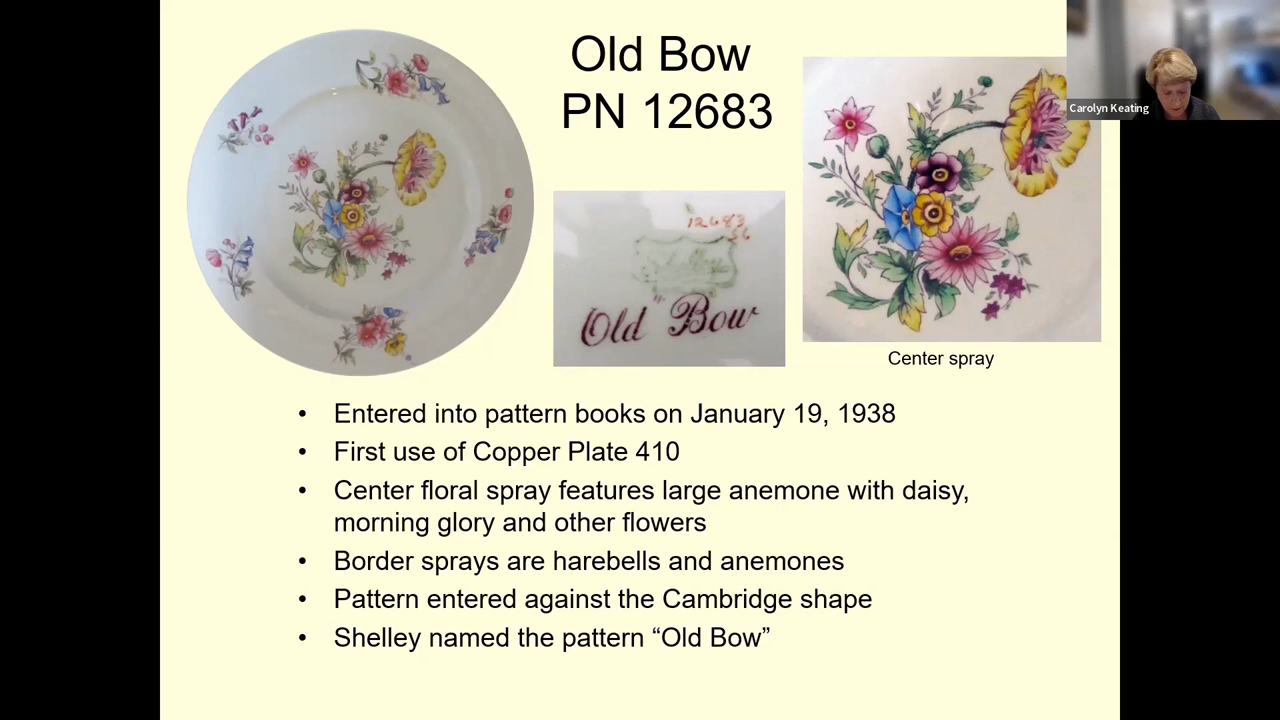 Old Bow
PN 12683
Carolyn Keating
12683
56
"Old Bow
Center spray
• Entered into pattern books on January 19, 1938
• First use of Copper Plate 410
• Center floral spray features large anemone with daisy,
morning glory and other flowers
• Border sprays are harebells and anemones
• Pattern entered against the Cambridge shape
• Shelley named the pattern “Old Bow”